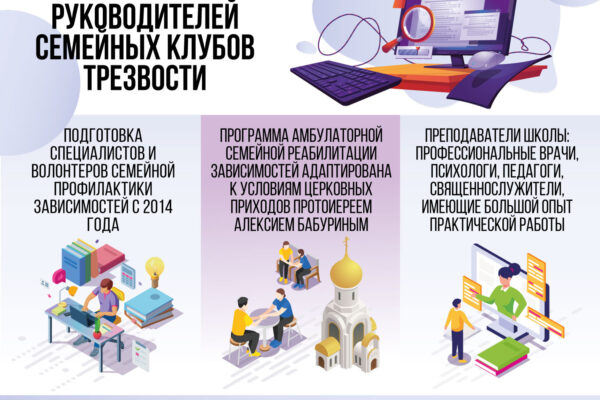 РУКОВОДИТЕЛЕЙ
СЕМЕЙНЫХ КЛУБОВ
ТРЕЗВОСТИ
ПОДГОТОВКА
СПЕЦИАЛИСТОВ И
ВОЛОНТЕРОВ СЕМЕЙНОЙ
ПРОФИЛАКТИКИ
ЗАВИСИМОСТЕЙ С 2014
ГОДА
ПРОГРАММА АМБУЛАТОРНОЙ
СЕМЕЙНОЙ РЕАБИЛИТАЦИИ
ЗАВИСИМОСТЕЙ АДАПТИРОВАНА
К УСЛОВИЯМ ЦЕРКОВНЫХ
ПРИХОДОВ ПРОТОИЕРЕЕМ
АЛЕКСИЕМ БАБУРИНЫМ
ПРЕПОДАВАТЕЛИ ШКОЛЫ:
ПРОФЕССИОНАЛЬНЫЕ ВРАЧИ,
ПСИХОЛОГИ, ПЕДАГОГИ,
СВЯЩЕННОСЛУЖИТЕЛИ,
ИМЕЮЩИЕ БОЛЬШОЙ ОПЫТ
ПРАКТИЧЕСКОЙ РАБОТЫ